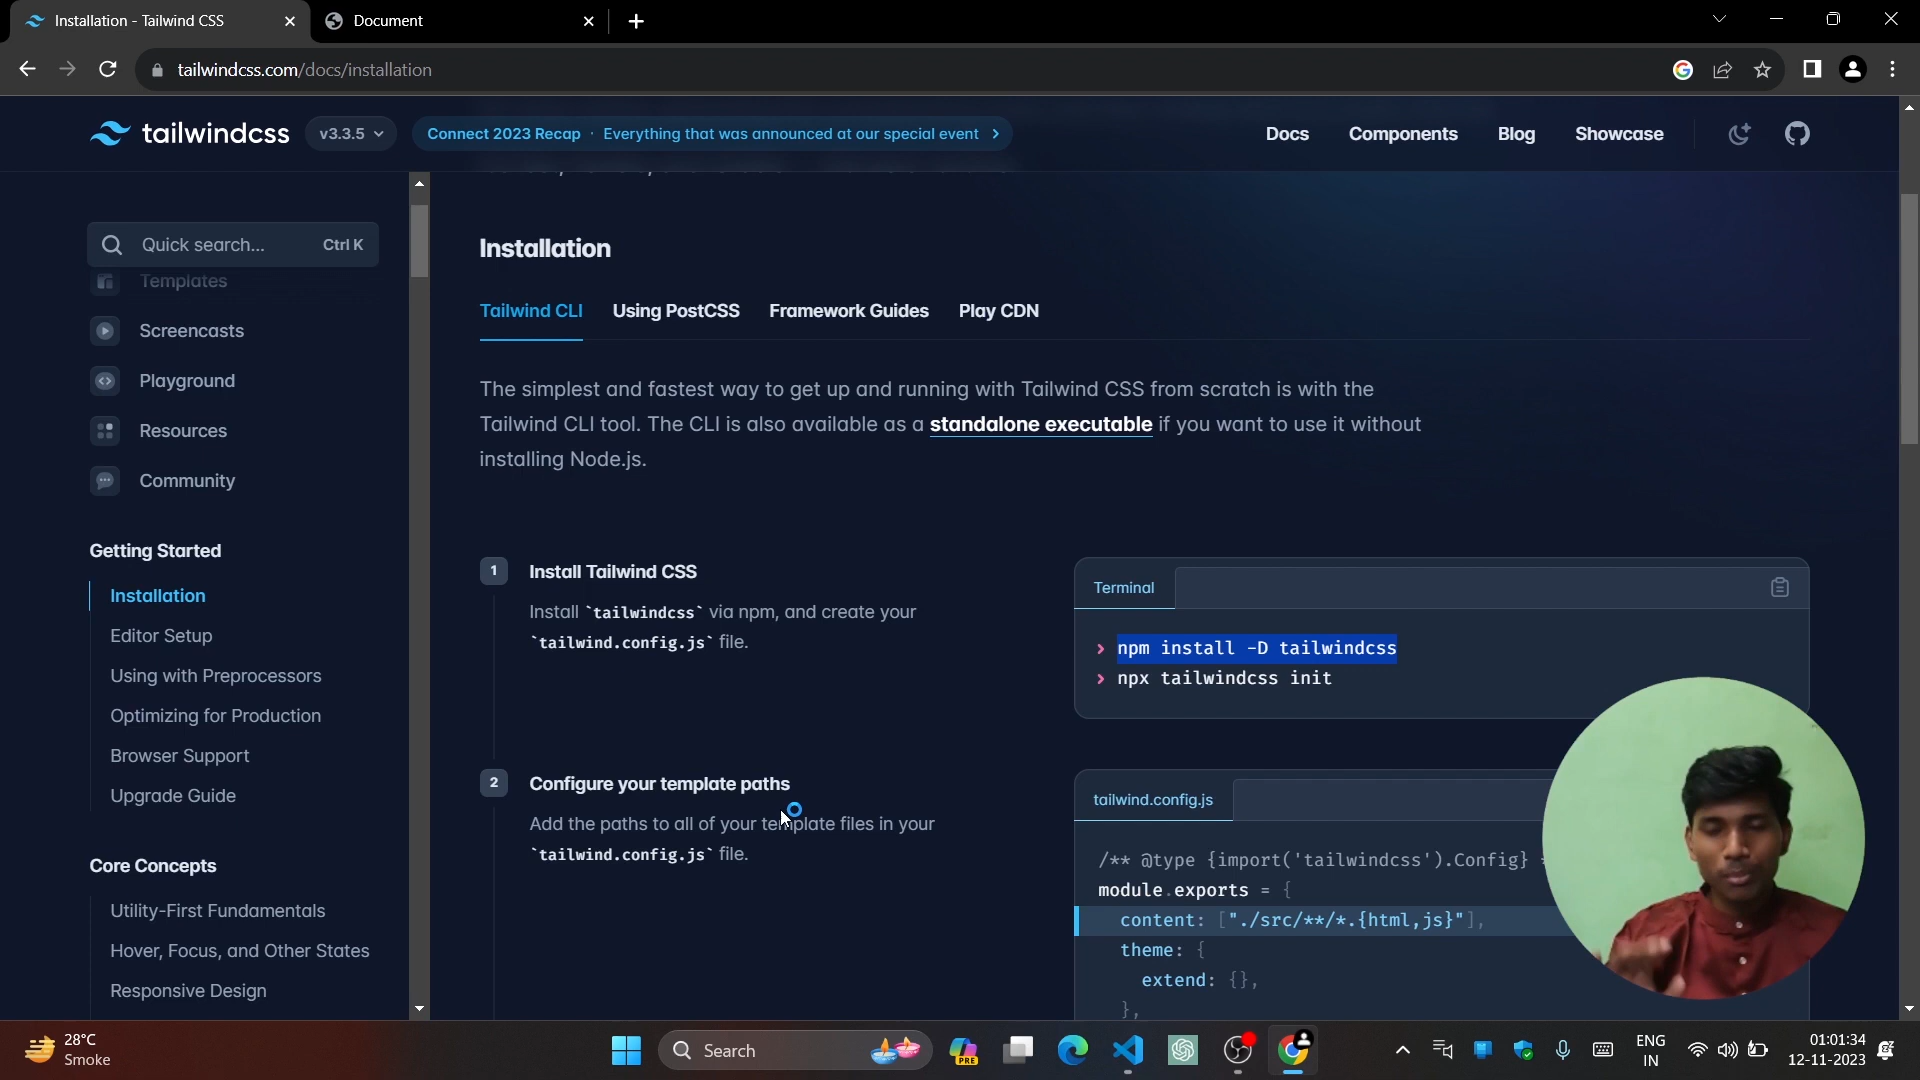 Installation - Tailwind CSS
Document
tailwindcss.com/docs/installation
tailwindcss
v3.3.5
Connect 2023 Recap · Everything that was announced at our special event
Docs
Components
Blog
Showcase
Quick search...
Ctrl K
Templates
Screencasts
Playground
Resources
Community
Getting Started
Installation
Editor Setup
Using with Preprocessors
Optimizing for Production
Browser Support
Upgrade Guide
Core Concepts
Utility-First Fundamentals
Hover, Focus, and Other States
Responsive Design
Installation
Tailwind CLI
Using PostCSS
Framework Guides
Play CDN
The simplest and fastest way to get up and running with Tailwind CSS from scratch is with the
Tailwind CLI tool. The CLI is also available as a standalone executable if you want to use it without
installing Node.js.
1
Install Tailwind CSS
Install `tailwindcss` via npm, and create your
`tailwind.config.js` file.
Terminal
> npm install -D tailwindcss
> npx tailwindcss init
2
Configure your template paths
Add the paths to all of your template files in your
`tailwind.config.js` file.
tailwind.config.js
/** @type {import('tailwindcss').Config}
module.exports = {
content: ["./src/**/*.{html,js}"],
theme: {
extend: {},
},
28°C
Smoke
Search
PRE
ENG
IN
01:01:34
12-11-2023